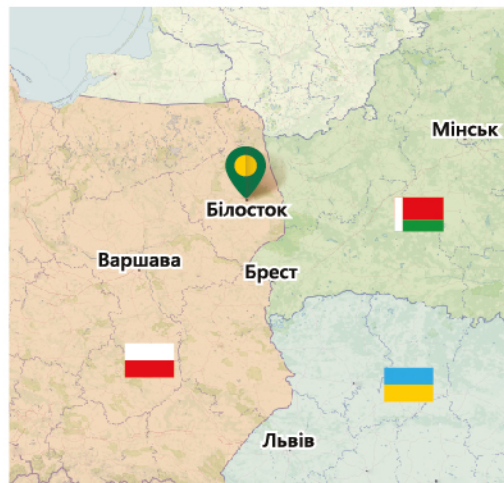 Мінськ
Білосток
Варшава
Брест
Львів